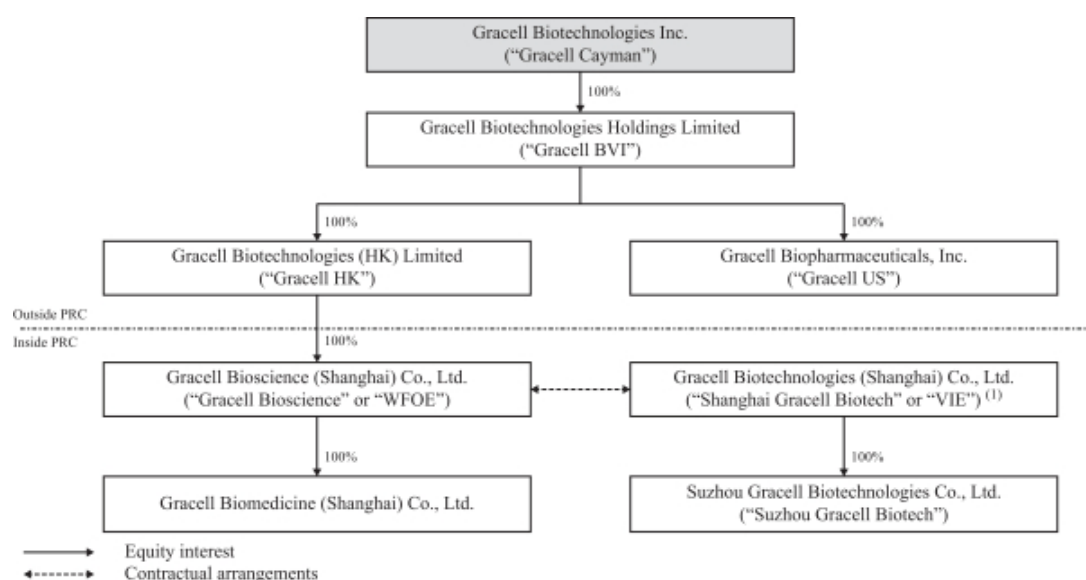 Gracell Biotechnologies Inc.
(“Gracell Cayman”)
100%
Gracell Biotechnologies Holdings Limited
(“Gracell BVI”)
100%
100%
Gracell Biotechnologies (HK) Limited
(“Gracell HK”)
Gracell Biopharmaceuticals, Inc.
(“Gracell US”)
Outside PRC
Inside PRC
100%
Gracell Bioscience (Shanghai) Co., Ltd.
(“Gracell Bioscience” or “WFOE”)
Gracell Biotechnologies (Shanghai) Co., Ltd.
(“Shanghai Gracell Biotech” or “VIE”) (1)
100%
100%
Gracell Biomedicine (Shanghai) Co., Ltd.
Suzhou Gracell Biotechnologies Co., Ltd.
(“Suzhou Gracell Biotech”)
Equity interest
Contractual arrangements